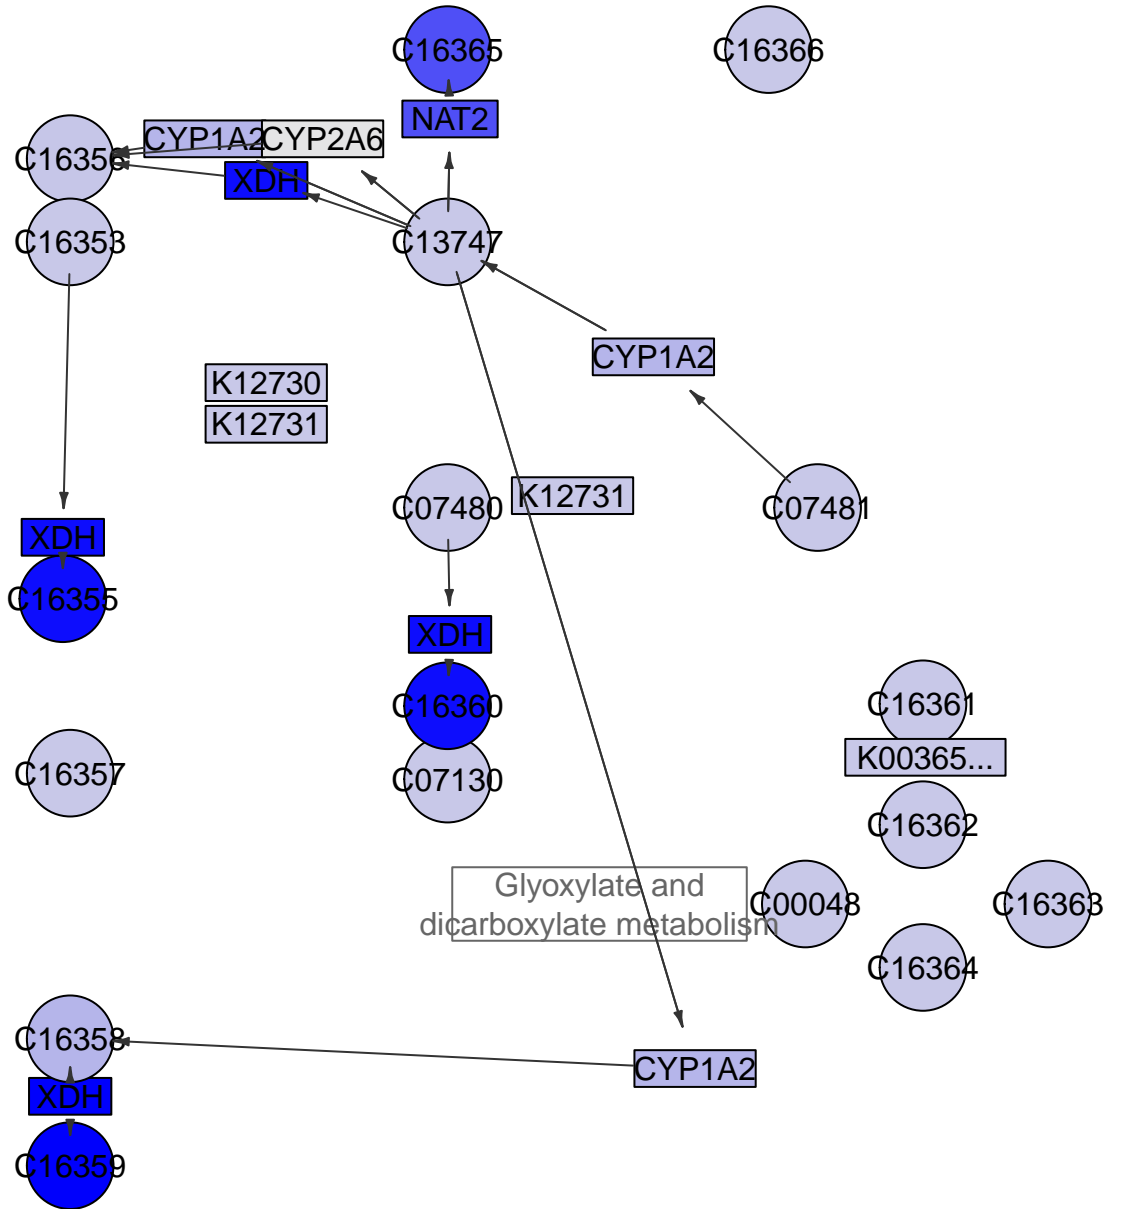 C16365
C16366
NAT2
CYP1A2
CYP2A6
C16356
XDH
C16353
C13747
CYP1A2
K12730
K12731
C07480
K12731
C07481
XDH
C16355
XDH
C16360
C16361
K00365...
C16357
C07130
C16362
Glyoxylate and
dicarboxylate metabolism
C00048
C16363
C16364
C16358
CYP1A2
XDH
C16359